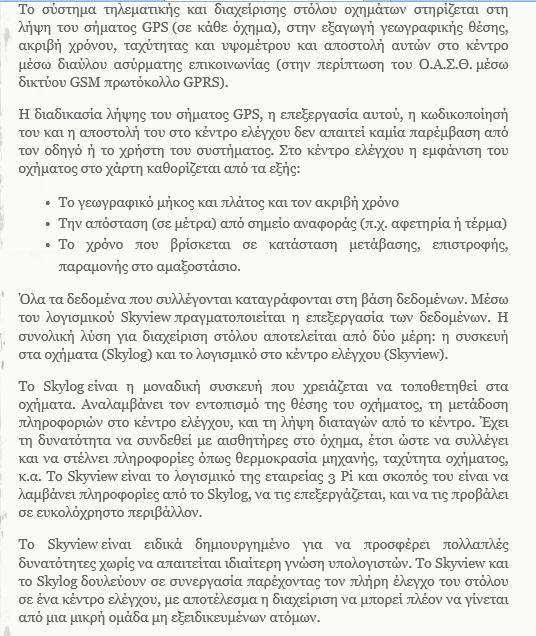 Το σύστημα τηλεματικής και διαχείρισης στόλου οχημάτων στηρίζεται στη
λήψη του σήματος GPS (σε κάθε όχημα), στην εξαγωγή γεωγραφικής θέσης,
ακριβή χρόνου, ταχύτητας και υψομέτρου και αποστολή αυτών στο κέντρο
μέσω διαύλου ασύρματης επικοινωνίας (στην περίπτωση του Ο.Α.Σ.Θ. μέσω
δικτύου GSM πρωτόκολλο GPRS).
Η διαδικασία λήψης του σήματος GPS, η επεξεργασία αυτού, η κωδικοποίησή
του και η αποστολή του στο κέντρο ελέγχου δεν απαιτεί καμία παρέμβαση από
τον οδηγό ή το χρήστη του συστήματος. Στο κέντρο ελέγχου η εμφάνιση του
οχήματος στο χάρτη καθορίζεται από τα εξής:
• Το γεωγραφικό μήκος και πλάτος και τον ακριβή χρόνο
• Την απόσταση (σε μέτρα) από σημείο αναφοράς (π.χ. αφετηρία ή τέρμα)
• Το χρόνο που βρίσκεται σε κατάσταση μετάβασης, επιστροφής,
παραμονής στο αμαξοστάσιο.
Όλα τα δεδομένα που συλλέγονται καταγράφονται στη βάση δεδομένων. Μέσω
του λογισμικού Skyview πραγματοποιείται η επεξεργασία των δεδομένων. Η
συνολική λύση για διαχείριση στόλου αποτελείται από δύο μέρη: η συσκευή
στα οχήματα (Skylog) και το λογισμικό στο κέντρο ελέγχου (Skyview).
Το Skylog είναι η μοναδική συσκευή που χρειάζεται να τοποθετηθεί στα
οχήματα. Αναλαμβάνει τον εντοπισμό της θέσης του οχήματος, τη μετάδοση
πληροφοριών στο κέντρο ελέγχου, και τη λήψη διαταγών από το κέντρο. Έχει
τη δυνατότητα να συνδεθεί με αισθητήρες στο όχημα, έτσι ώστε να συλλέγει
και να στέλνει πληροφορίες όπως θερμοκρασία μηχανής, ταχύτητα οχήματος,
κ.α. Το Skyview είναι το λογισμικό της εταιρείας 3 Pi και σκοπός του είναι να
λαμβάνει πληροφορίες από το Skylog, να τις επεξεργάζεται, και να τις προβάλει
σε ευκολόχρηστο περιβάλλον.
Το Skyview είναι ειδικά δημιουργημένο για να προσφέρει πολλαπλές
δυνατότητες χωρίς να απαιτείται ιδιαίτερη γνώση υπολογιστών. Το Skyview και
το Skylog δουλεύουν σε συνεργασία παρέχοντας τον πλήρη έλεγχο του στόλου
σε ένα κέντρο ελέγχου, με αποτέλεσμα η διαχείριση να μπορεί πλέον να γίνεται
από μια μικρή ομάδα μη εξειδικευμένων ατόμων.